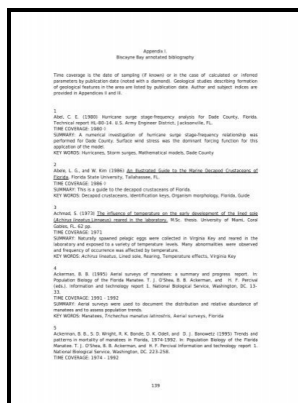 Appendix I
Biscayne Bay annotated bibliography
Time coverage is the date of sampling (if known) or in the case of calculated or inferred
parameters by publication date (noted with a diamond). Geological studies describing formation
of geological features in the area are listed by publication date. Author and subject indices are
provided in Appendices II and III.
1
Abel, C. E. (1980) Hurricane surge stage-frequency analysis for Dade County, Florida.
Technical report HL-80-14. U.S. Army Engineer District, Jacksonville, FL.
TIME COVERAGE: 1980
SUMMARY: A numerical investigation of hurricane surge stage-frequency relationship was
performed for Dade County. Surface wind stress was the dominant forcing function for this
application of the model.
KEY WORDS: Hurricanes, Storm surges, Mathematical models, Dade County
2
Abele, L. G., and W. Kim (1986) An Illustrated Guide to the Marine Decapod Crustaceans of
Florida. Florida State University, Tallahassee, FL.
TIME COVERAGE: 1986
SUMMARY: This is a guide to the decapod crustaceans of Florida.
KEY WORDS: Decapod crustaceans, Identification keys, Organism morphology, Florida, Guide
3
(1973) The influence of temperature on the early development of the lined sole
(Achirus lineatus, Linnaeus) reared in the laboratory. M.Sc. thesis. University of Miami, Coral
Gables, FL. 62 pp.
TIME COVERAGE: 1971
SUMMARY: Naturally spawned pelagic eggs were collected in Virginia Key and reared in the
laboratory and exposed to a variety of temperature levels. Many abnormalities were observed
and frequency of occurrence was affected by temperature.
KEY WORDS: Achirus lineatus, Lined sole, Rearing, Temperature effects, Virginia Key
4
Ackerman, B. B. (1995) Aerial surveys of manatees: a summary and progress report. In
Population Biology of the Florida Manatee. T. J. O'Shea, B. B. Ackerman, and H. F. Percival
(eds.). Information and technology report 1. National Biological Service, Washington, DC. 13-
33.
TIME COVERAGE: 1991 - 1992
SUMMARY: Aerial surveys were used to document the distribution and relative abundance of
manatees and to assess population trends.
KEY WORDS: Manatees, Trichechus manatus latirostris, Aerial surveys, Florida
5
Ackerman, B. B., S. D. Wright, R. K. Bonde, D. K. Odell, and D. J. Banowetz (1995) Trends and
patterns in mortality of manatees in Florida, 1974-1992. In Population Biology of the Florida
Manatee. T. J. O'Shea, B. B. Ackerman, and H. F. Percival Information and technology report 1.
National Biological Service, Washington, DC. 223-258.
TIME COVERAGE: 1974 - 1992
139